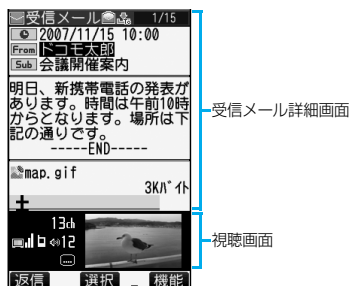 受信メール 1/15
2007/11/15 10:00
From ドコモ太郎
Sub 会議開催案内
明日、新携帯電話の発表が
あります。時間は午前10時
からとなります。場所は下
記の通りです。
-----END-----
map.gif
3Kバイト
13ch
12
返信 選択 機能
受信メール詳細画面
視聴画面